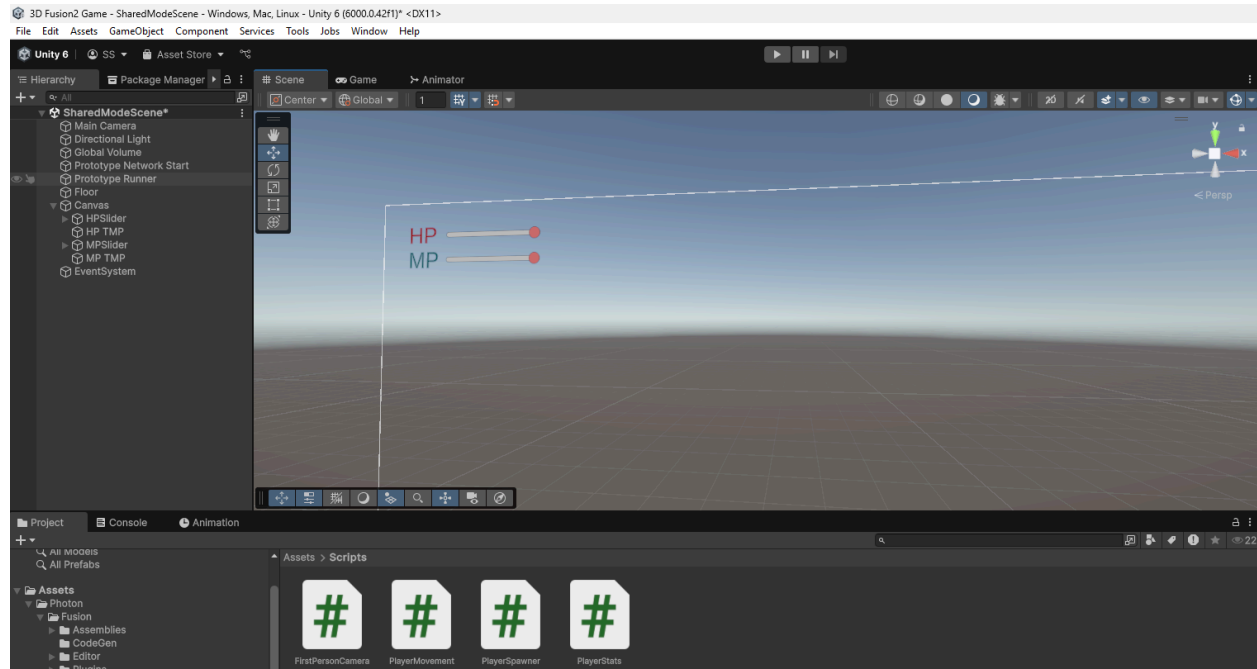 3D Fusion2 Game - SharedModeScene - Windows, Mac, Linux - Unity 6 (6000.0.42f1)* <DX11>
File Edit Assets GameObject Component Services Tools Jobs Window Help
Unity 6 SS Asset Store
Hierarchy Package Manager
All
SharedModeScene*
Main Camera
Directional Light
Global Volume
Prototype Network Start
Prototype Runner
Floor
Canvas
HPSlider
HP TMP
MPSlider
MP TMP
EventSystem
Scene Game Animator
Center Global 1 2D
y
x
Persp
HP
MP
Project Console Animation
22
All Models
All Prefabs
Assets
Photon
Fusion
Assemblies
CodeGen
Editor
Plugins
Assets > Scripts
# # # #
FirstPersonCamera PlayerMovement PlayerSpawner PlayerStats